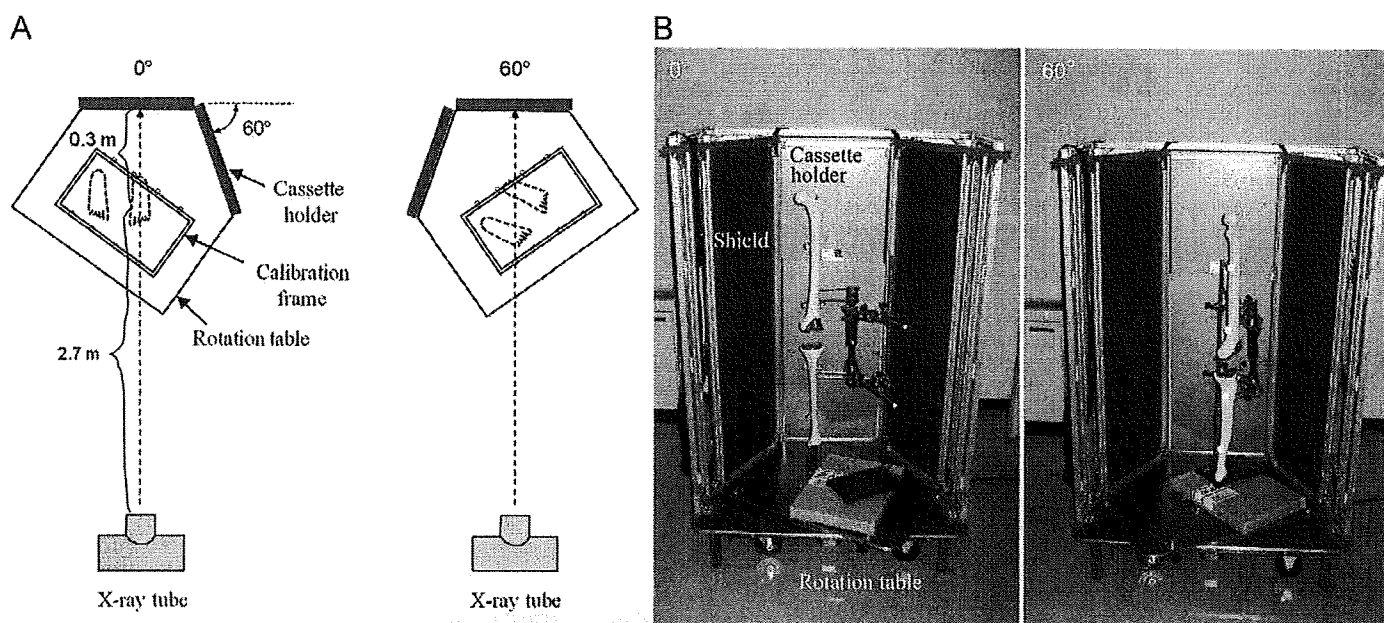 A
0°
0.3 m
60°
Cassette
holder
Calibration
frame
Rotation table
2.7 m
X-ray tube
60°
X-ray tube
B
0°
Cassette
holder
Shield
Rotation table
60°